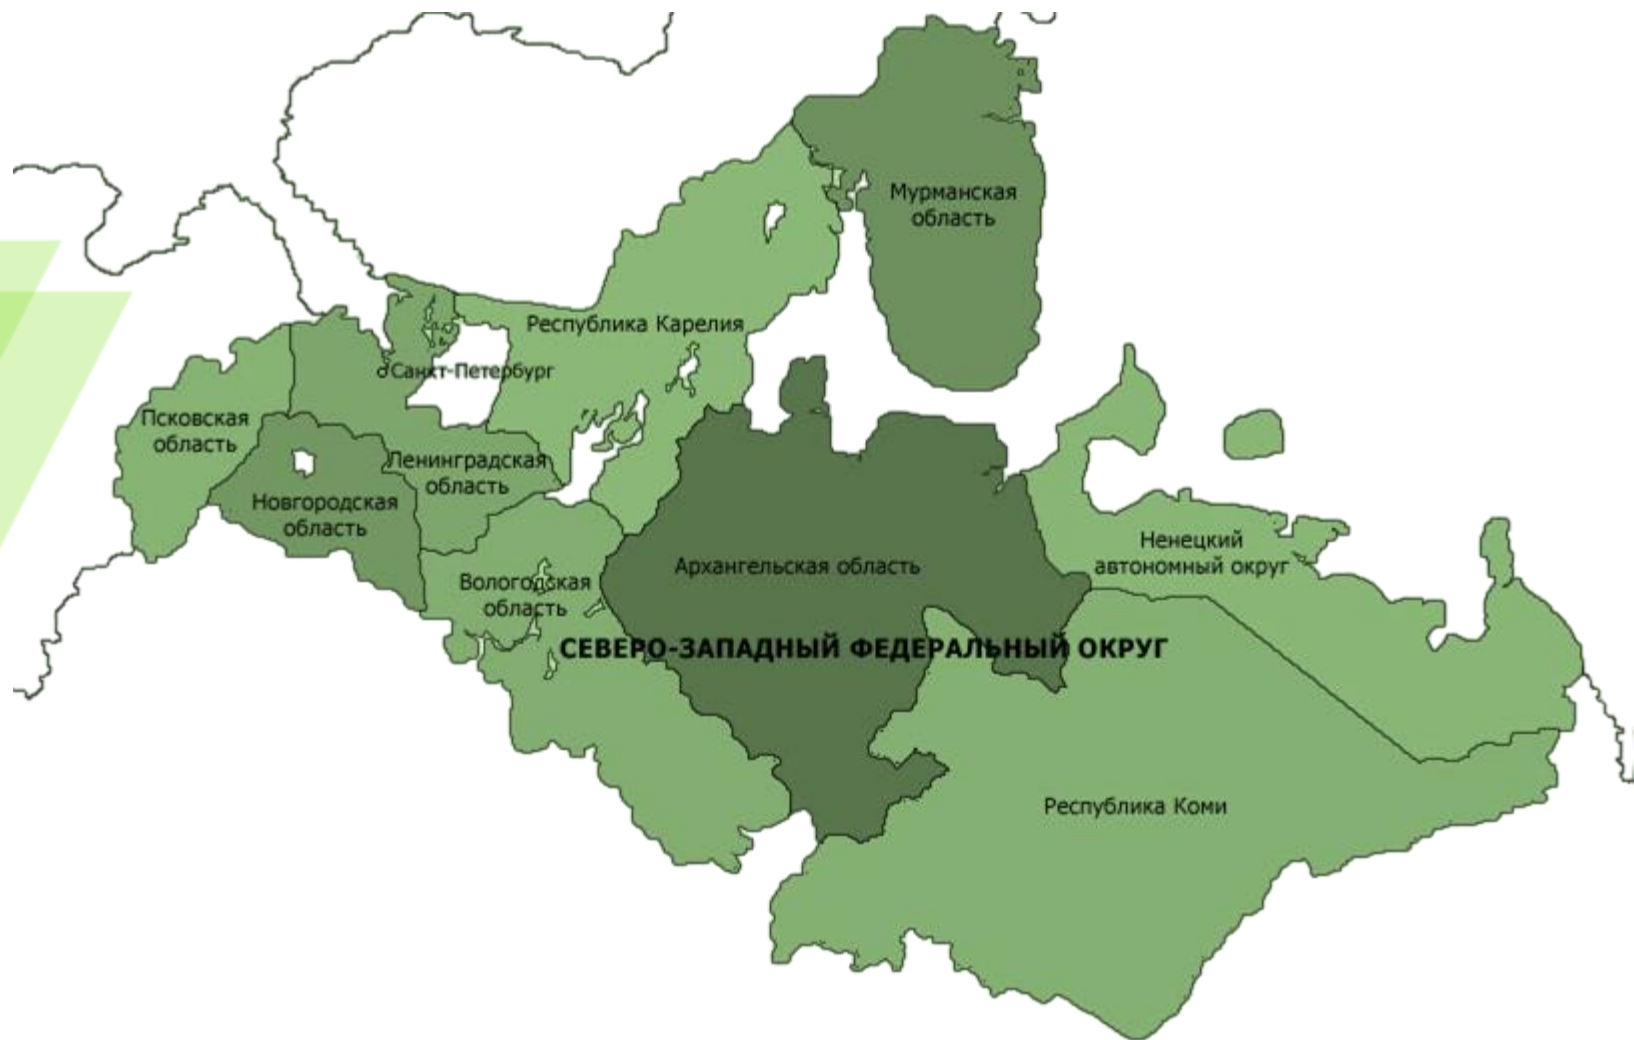 Мурманская
область
Республика Карелия
Санкт-Петербург
Псковская
область
Ленинградская
область
Новгородская
область
Ненецкий
автономный округ
Архангельская область
Вологодская
область
СЕВЕРО-ЗАПАДНЫЙ ФЕДЕРАЛЬНЫЙ ОКРУГ
Республика Коми